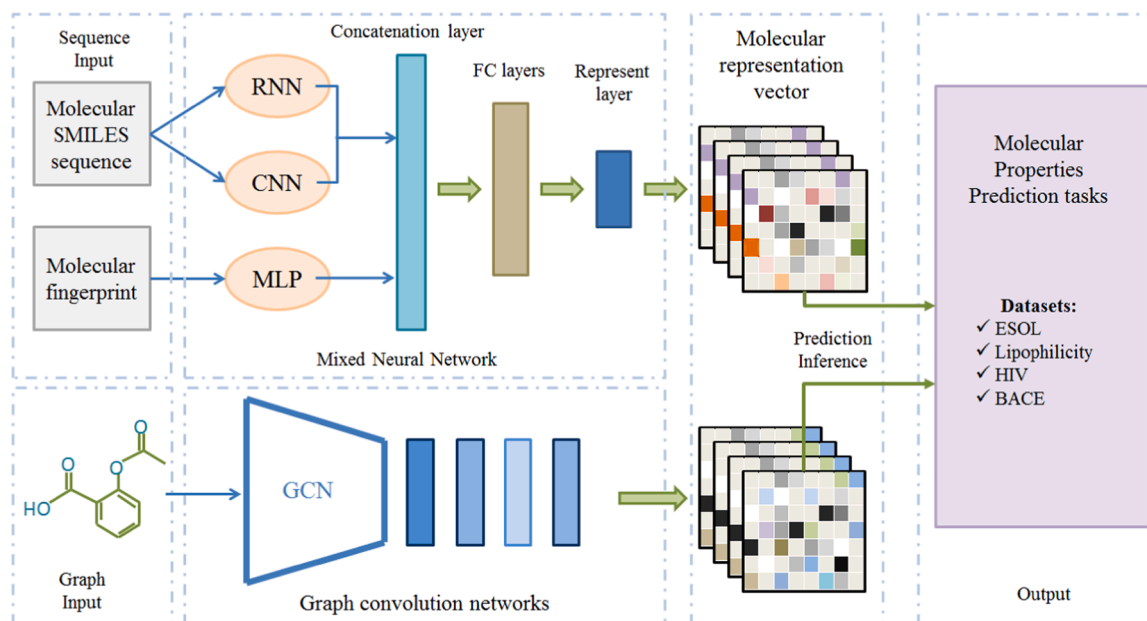 Sequence
Input
Molecular
SMILES
sequence
Molecular
fingerprint
RNN
CNN
MLP
Concatenation layer
FC layers
Represent
layer
Mixed Neural Network
Molecular
representation
vector
Prediction
Inference
Molecular
Properties
Prediction tasks
Datasets:
✓ ESOL
✓ Lipophilicity
✓ HIV
✓ BACE
Output
O
O
O
HO
Graph
Input
GCN
Graph convolution networks